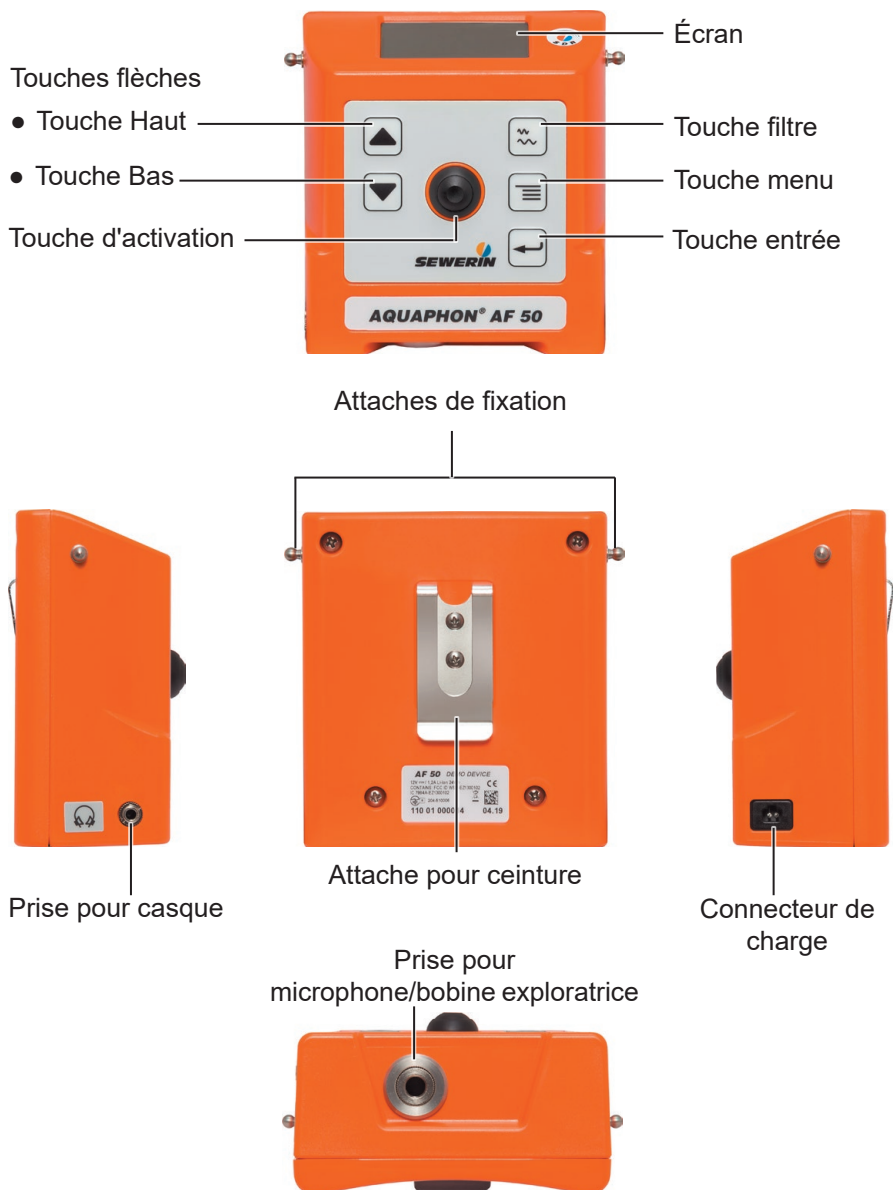 Écran
Touches flèches
• Touche Haut
Touche filtre
• Touche Bas
Touche menu
Touche d'activation
Touche entrée
SEWERIN
AQUAPHON® AF 50
Attaches de fixation
AF 50 DEMO DEVICE
110 01 04.19
Attache pour ceinture
Prise pour casque
Connecteur de
charge
Prise pour
microphone/bobine exploratrice